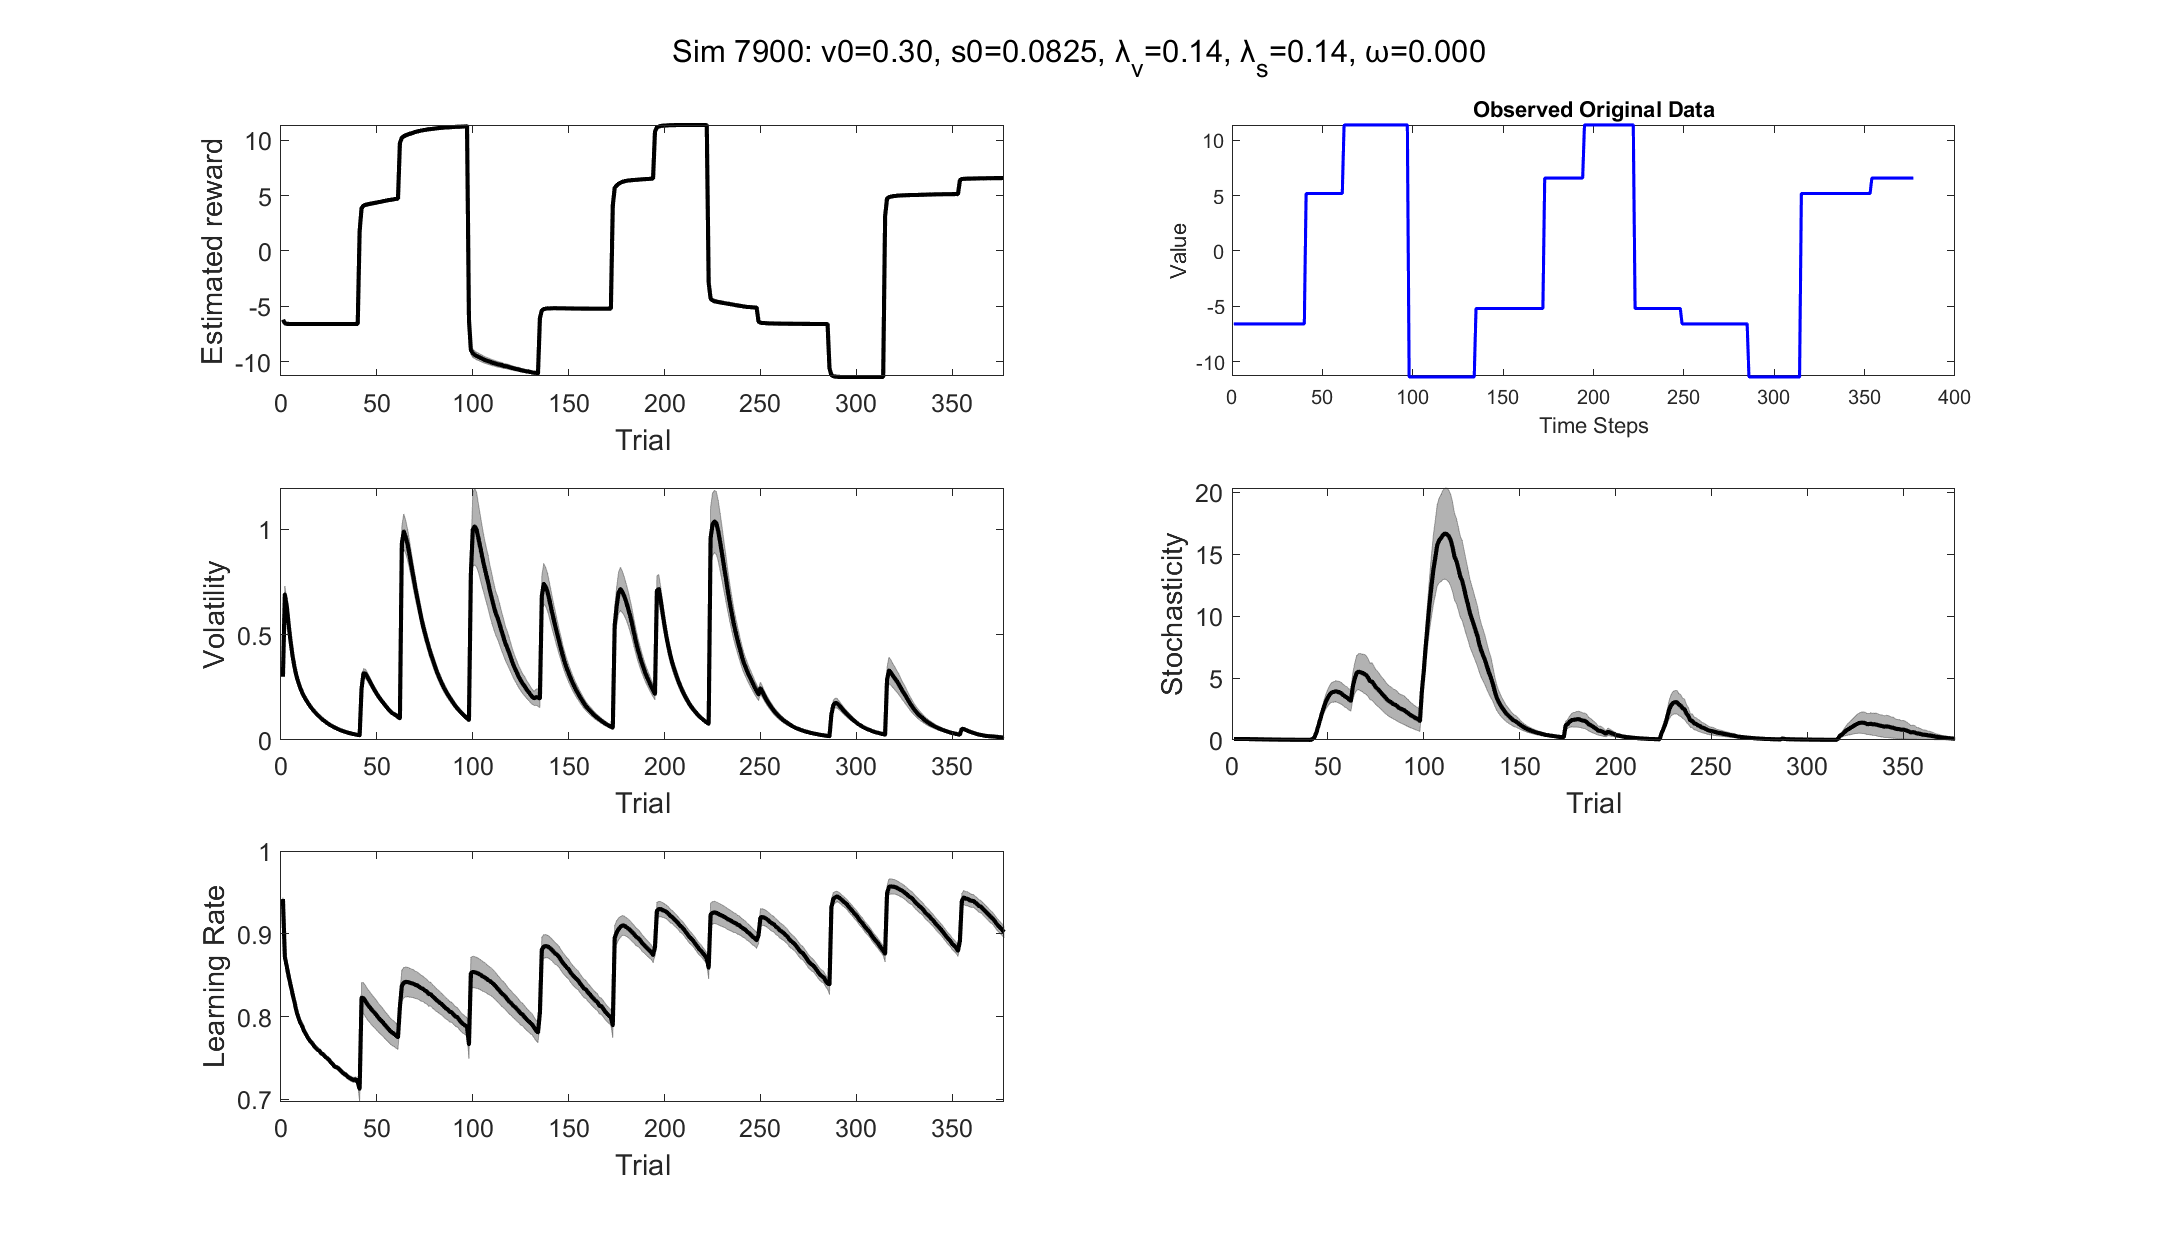 Sim 7900: v0=0.30, s0=0.0825, λ_v=0.14, λ_s=0.14, ω=0.000
Estimated reward
10
5
0
-5
-10
0 50 100 150 200 250 300 350
Trial
Observed Original Data
Value
10
5
0
-5
-10
0 50 100 150 200 250 300 350 400
Time Steps
Volatility
1
0.5
0
0 50 100 150 200 250 300 350
Trial
Stochasticity
20
15
10
5
0
0 50 100 150 200 250 300 350
Trial
Learning Rate
1
0.9
0.8
0.7
0 50 100 150 200 250 300 350
Trial